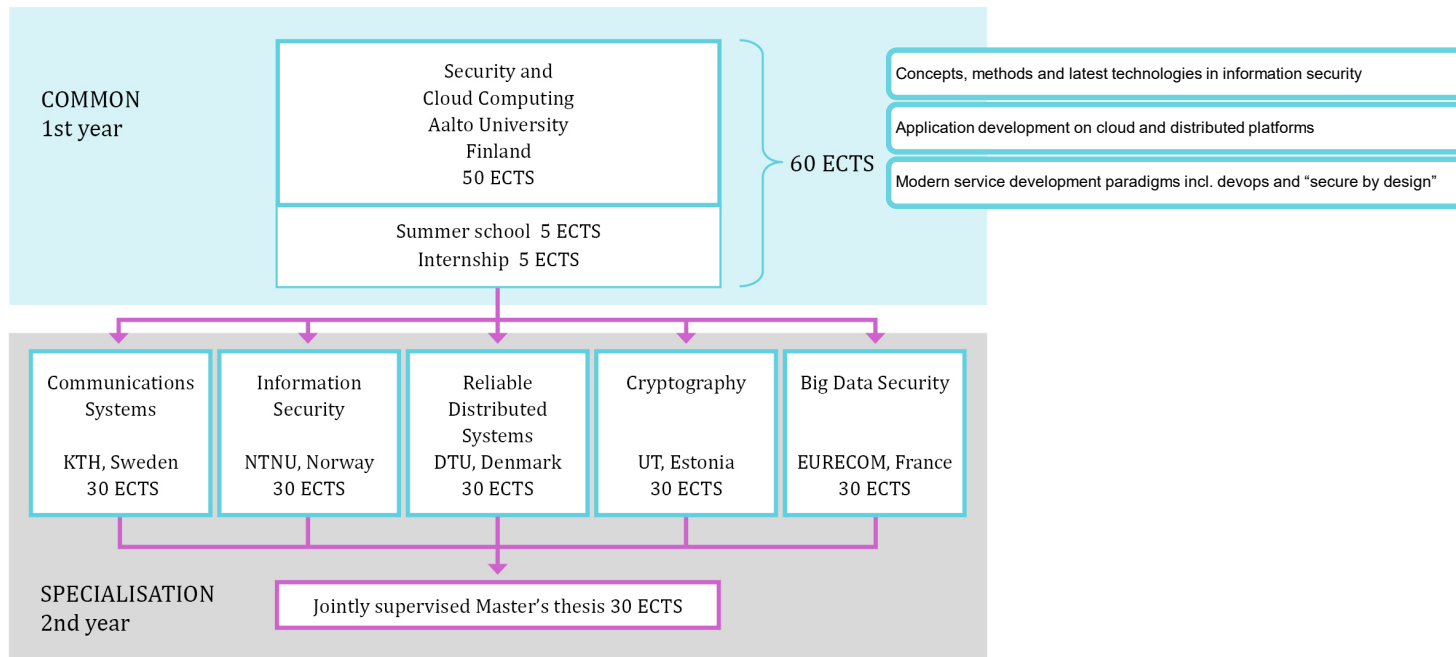 COMMON
1st year
Security and
Cloud Computing
Aalto University
Finland
50 ECTS
Summer school 5 ECTS
Internship 5 ECTS
60 ECTS
Concepts, methods and latest technologies in information security
Application development on cloud and distributed platforms
Modern service development paradigms incl. devops and “secure by design”
Communications
Systems
KTH, Sweden
30 ECTS
Information
Security
NTNU, Norway
30 ECTS
Reliable
Distributed
Systems
DTU, Denmark
30 ECTS
Cryptography
UT, Estonia
30 ECTS
Big Data Security
EURECOM, France
30 ECTS
SPECIALISATION
2nd year
Jointly supervised Master’s thesis 30 ECTS